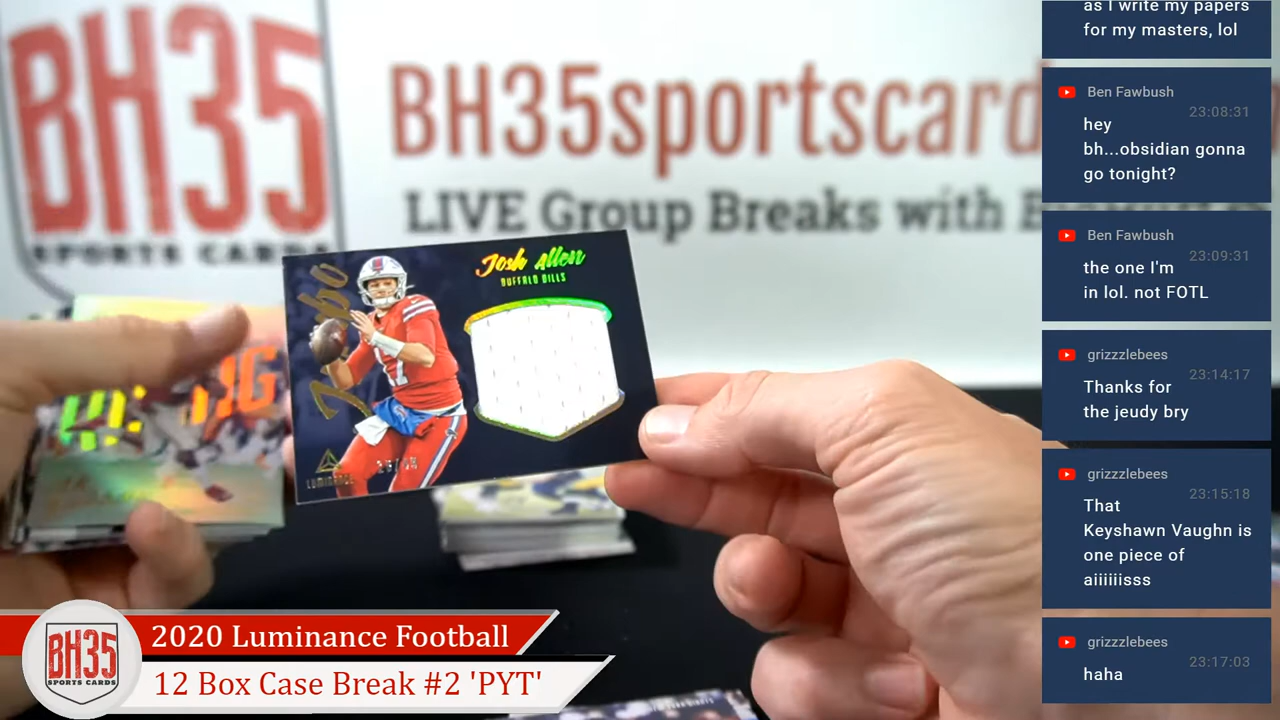 BH35
SPORTS CARDS
BH35sportscard
LIVE Group Breaks with
Jumbo
Josh Allen
BUFFALO BILLS
17
LUMINANCE
2020 Luminance Football
12 Box Case Break #2 'PYT'
BH35
SPORTS CARDS
as I write my papers
for my masters, lol
Ben Fawbush
23:08:31
hey
bh...obsidian gonna
go tonight?
Ben Fawbush
23:09:31
the one I'm
in lol. not FOTL
grizzzlebees
23:14:17
Thanks for
the jeudy bry
grizzzlebees
23:15:18
That
Keyshawn Vaughn is
one piece of
aiiiiiisss
grizzzlebees
23:17:03
haha